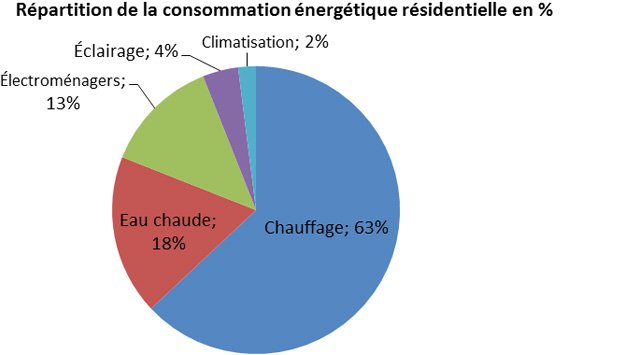 Répartition de la consommation énergétique résidentielle en %
Climatisation; 2%
Éclairage; 4%
Électroménagers;
13%
Eau chaude;
18%
Chauffage; 63%